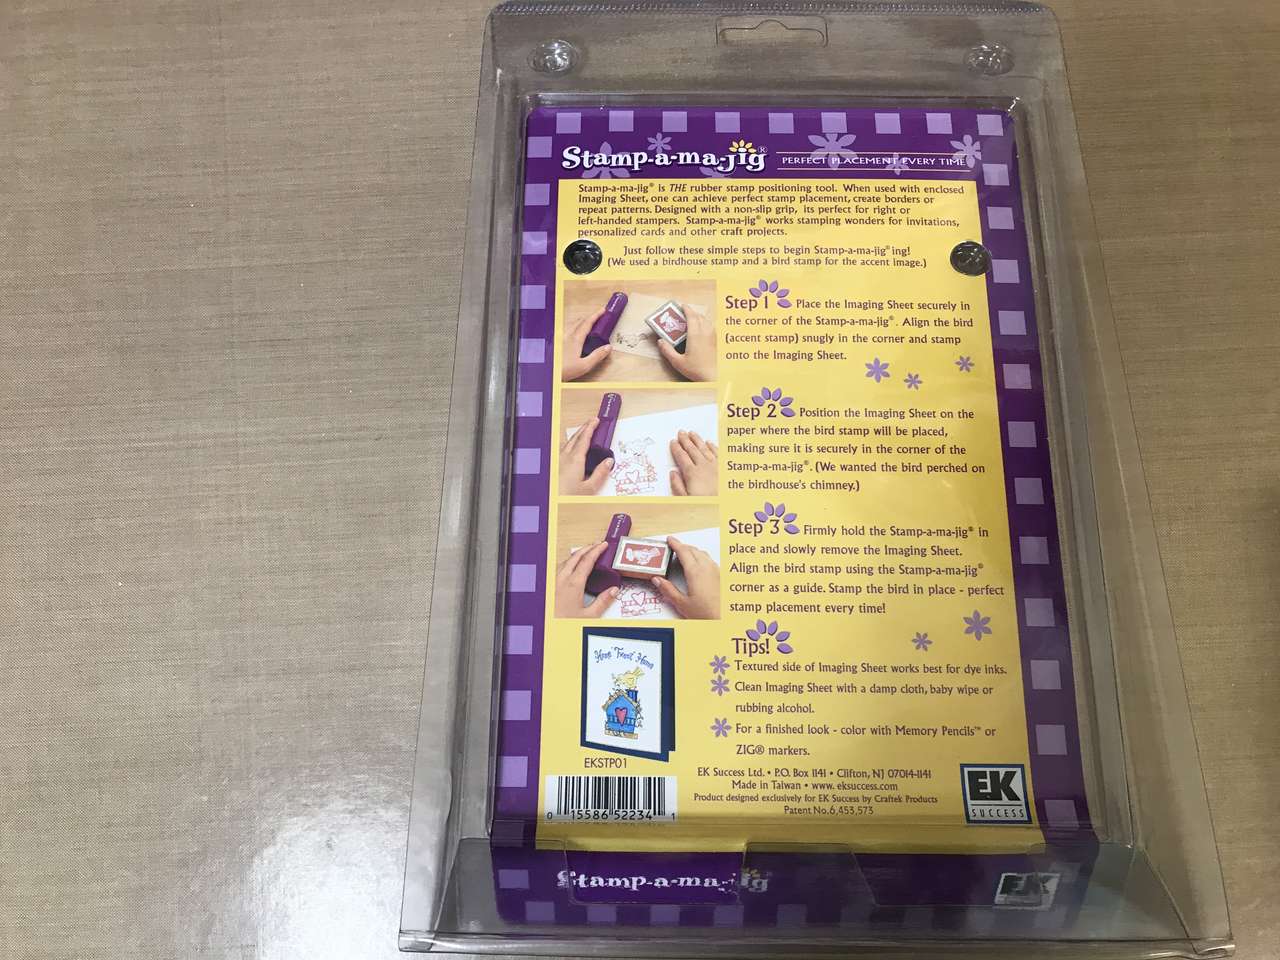 Stamp-a-ma-jig® PERFECT PLACEMENT EVERY TIME
Stamp-a-ma-jig® is THE rubber stamp positioning tool. When used with enclosed
Imaging Sheet, one can achieve perfect stamp placement, create borders or
repeat patterns. Designed with a non-slip grip, its perfect for right or
left-handed stampers. Stamp-a-ma-jig® works stamping wonders for invitations,
personalized cards and other craft projects.
Just follow these simple steps to begin Stamp-a-ma-jig®ing!
(We used a birdhouse stamp and a bird stamp for the accent image.)
Step 1 Place the Imaging Sheet securely in
the corner of the Stamp-a-ma-jig®. Align the bird
(accent stamp) snugly in the corner and stamp
onto the Imaging Sheet.
Step 2 Position the Imaging Sheet on the
paper where the bird stamp will be placed,
making sure it is securely in the corner of the
Stamp-a-ma-jig®. (We wanted the bird perched on
the birdhouse's chimney.)
Step 3 Firmly hold the Stamp-a-ma-jig® in
place and slowly remove the Imaging Sheet.
Align the bird stamp using the Stamp-a-ma-jig®
corner as a guide. Stamp the bird in place - perfect
stamp placement every time!
Tips!
Textured side of Imaging Sheet works best for dye inks.
Clean Imaging Sheet with a damp cloth, baby wipe or
rubbing alcohol.
For a finished look - color with Memory Pencils™ or
ZIG® markers.
Home Tweet Home
EKSTP01
0 15586 52234 1
EK Success Ltd. • P.O. Box 1141 • Clifton, NJ 07014-1141
Made in Taiwan • www.eksuccess.com
Product designed exclusively for EK Success by Craftek Products
Patent No.6,453,573
EK
SUCCESS
Stamp-a-ma-jig®
EK